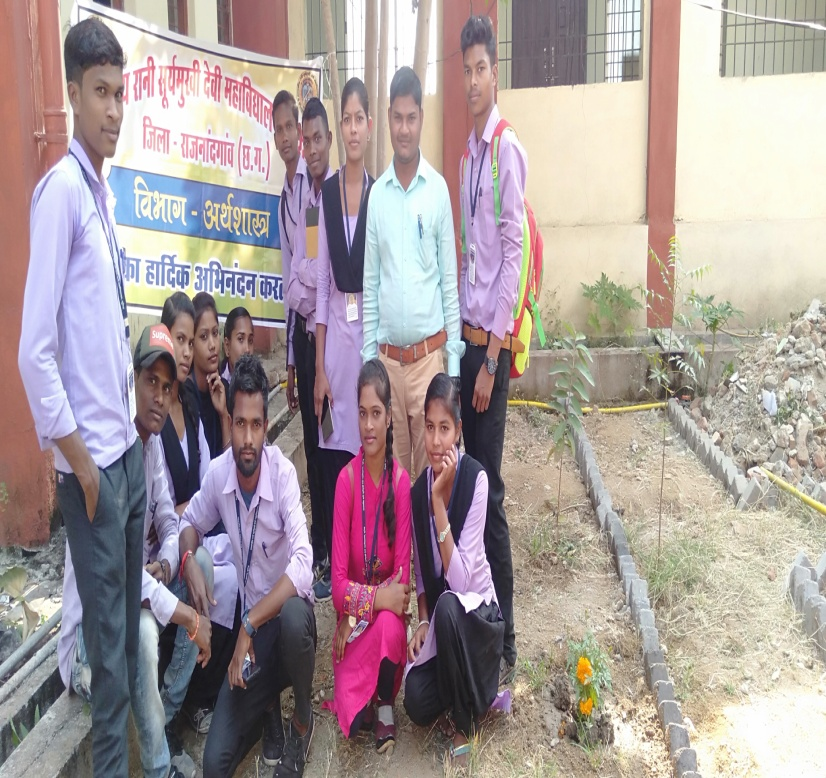 रानी सूर्यमुखी देवी महाविद्याल
जिला - राजनांदगांव (छ.ग.)
विभाग - अर्थशास्त्र
हार्दिक अभिनंदन कर